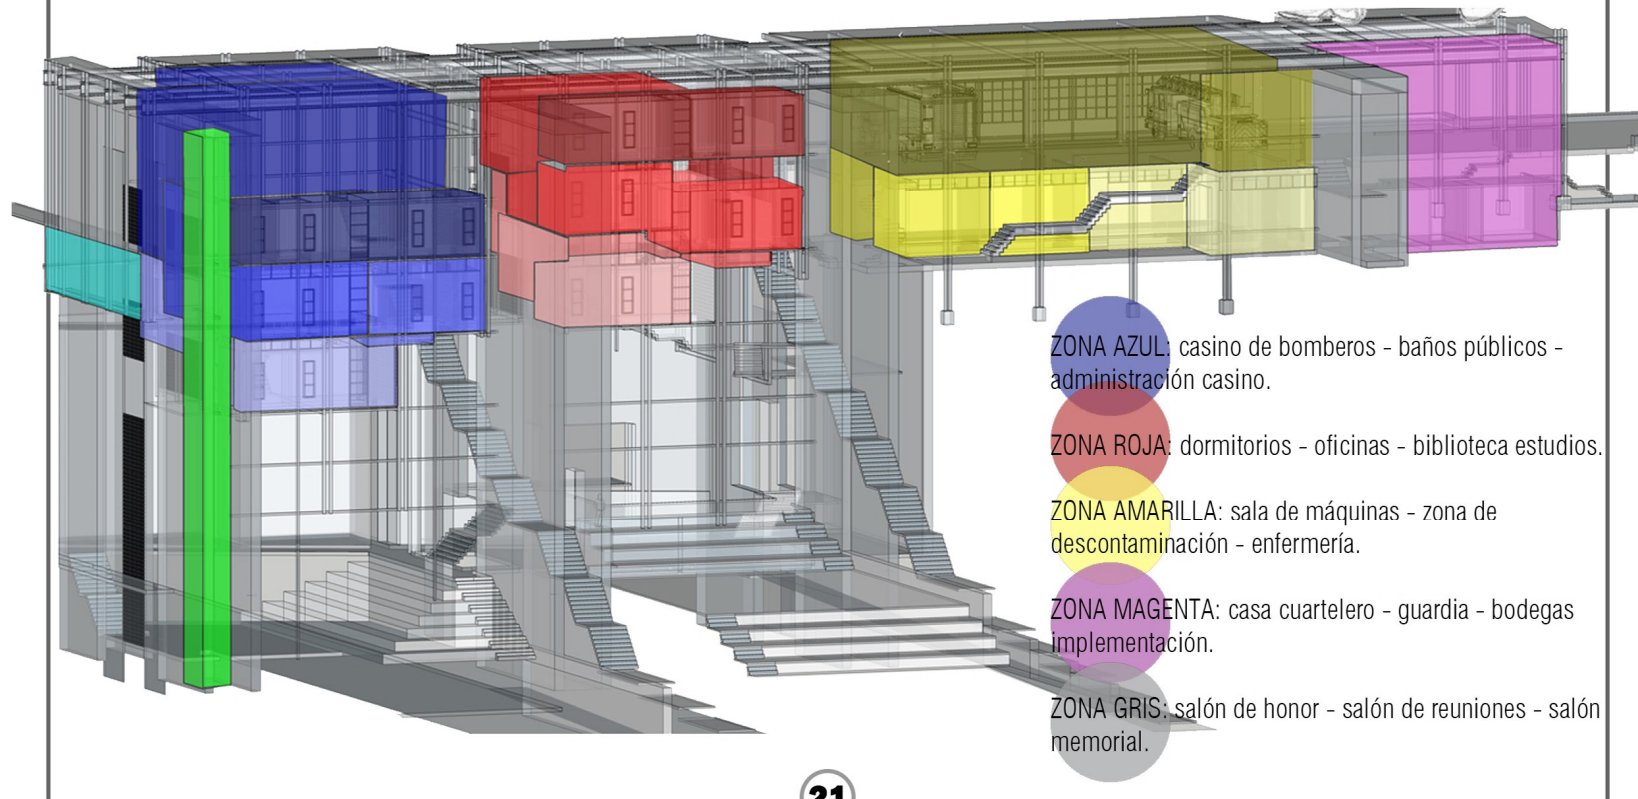 ZONA AZUL: casino de bomberos - baños públicos -
administración casino.
ZONA ROJA: dormitorios - oficinas - biblioteca estudios.
ZONA AMARILLA: sala de máquinas - zona de
descontaminación - enfermería.
ZONA MAGENTA: casa cuartelero - guardia - bodegas
implementación.
ZONA GRIS: salón de honor - salón de reuniones - salón
memorial.
21